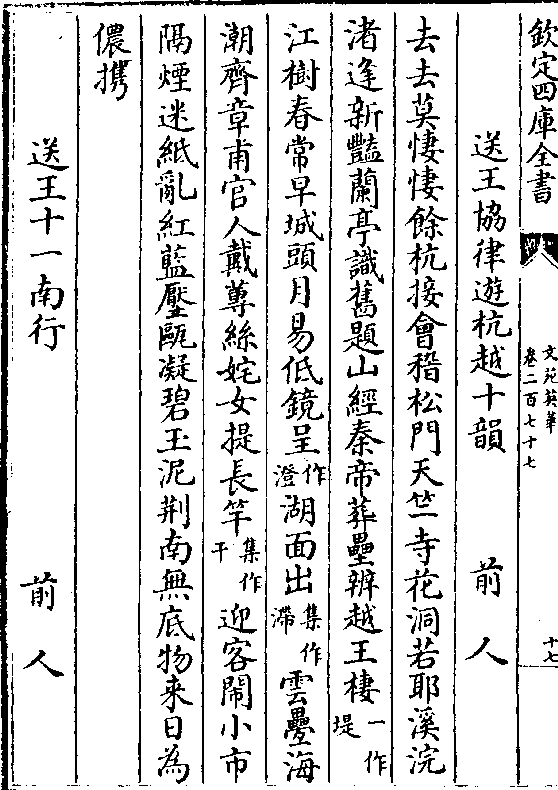 欽定四庫全書
文苑英華
卷二百七十七
十七
送王協律遊杭越十韻　前人
去去莫悽悽餘杭接會稽松門天竺寺花洞若耶溪浣
渚逢新豔蘭亭識舊題山經秦帝葬壘辨越王棲一作堤
江樹春常早城頭月易低鏡呈作澄湖面出集作滯雲疊海
潮齊章甫官人戴蓴絲姹女提長竿集作干迎客鬧小市
隔煙迷紙亂紅藍壓甌凝碧玉泥荆南無底物来日為
儂攜
送王十一南行　前人